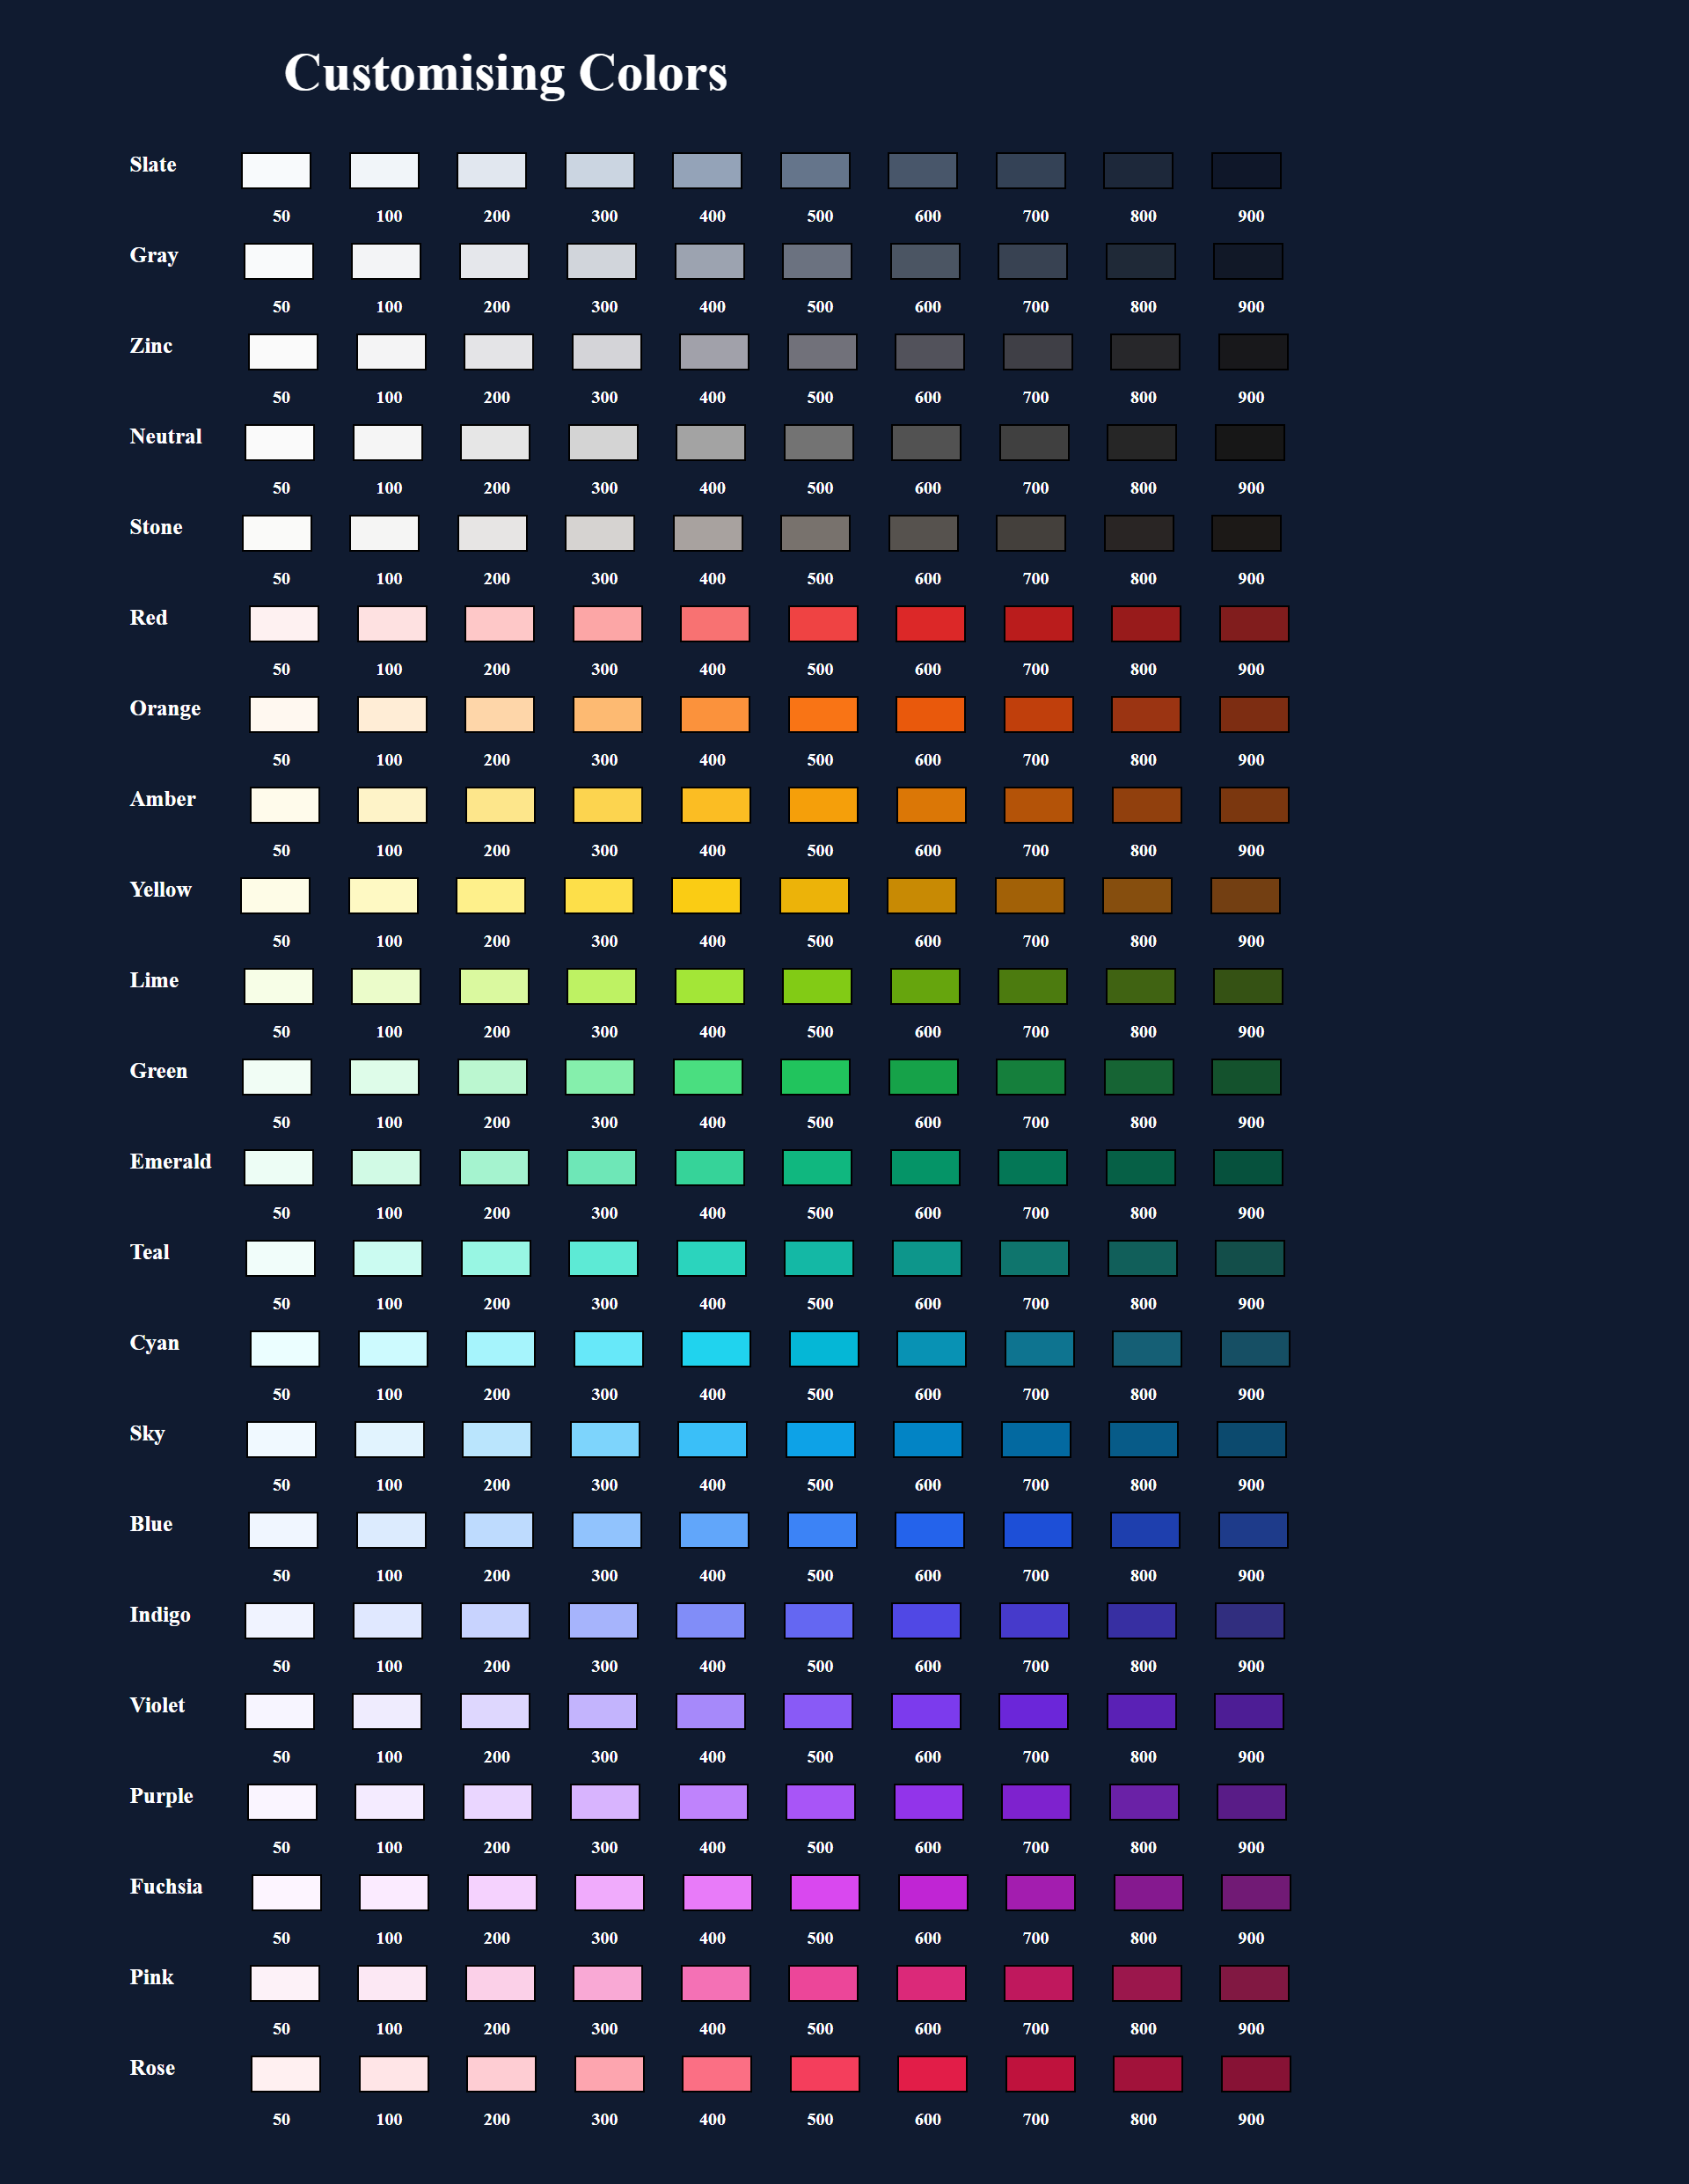 Customising Colors
Slate
50 100 200 300 400 500 600 700 800 900
Gray
50 100 200 300 400 500 600 700 800 900
Zinc
50 100 200 300 400 500 600 700 800 900
Neutral
50 100 200 300 400 500 600 700 800 900
Stone
50 100 200 300 400 500 600 700 800 900
Red
50 100 200 300 400 500 600 700 800 900
Orange
50 100 200 300 400 500 600 700 800 900
Amber
50 100 200 300 400 500 600 700 800 900
Yellow
50 100 200 300 400 500 600 700 800 900
Lime
50 100 200 300 400 500 600 700 800 900
Green
50 100 200 300 400 500 600 700 800 900
Emerald
50 100 200 300 400 500 600 700 800 900
Teal
50 100 200 300 400 500 600 700 800 900
Cyan
50 100 200 300 400 500 600 700 800 900
Sky
50 100 200 300 400 500 600 700 800 900
Blue
50 100 200 300 400 500 600 700 800 900
Indigo
50 100 200 300 400 500 600 700 800 900
Violet
50 100 200 300 400 500 600 700 800 900
Purple
50 100 200 300 400 500 600 700 800 900
Fuchsia
50 100 200 300 400 500 600 700 800 900
Pink
50 100 200 300 400 500 600 700 800 900
Rose
50 100 200 300 400 500 600 700 800 900